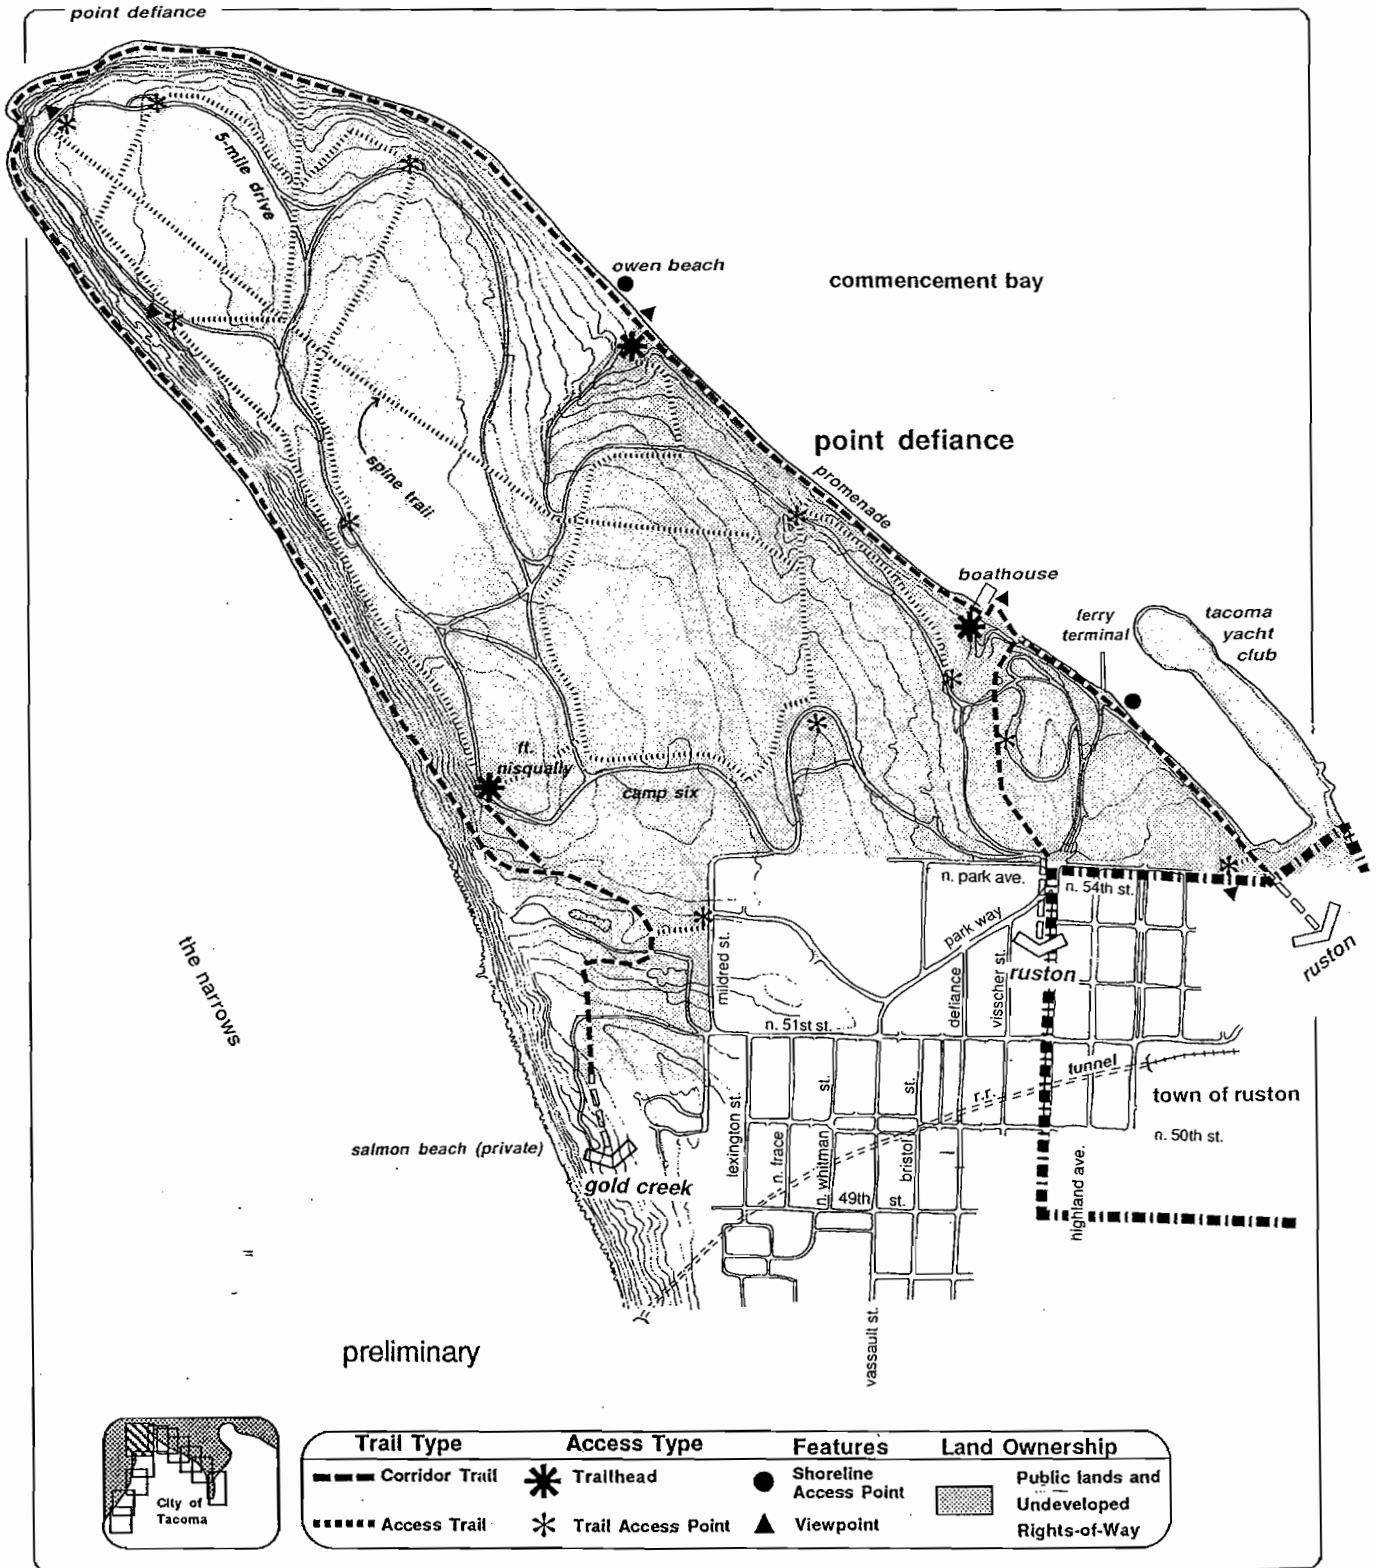 point defiance
5-mile drive
owen beach
commencement bay
point defiance
promenade
spine trail
boathouse
ferry
terminal
tacoma
yacht
club
ft.
nisqually
camp six
n. park ave.
n. 54th st.
park way
ruston
ruston
the narrows
mildred st.
defiance
visscher st.
n. 51st st.
tunnel
r.r.
town of ruston
n. 50th st.
lexington st.
n. frace
st.
n. whitman
st.
bristol
49th st.
highland ave.
salmon beach (private)
gold creek
vassault st.
preliminary
City of
Tacoma
Trail Type
Corridor Trail
Access Trail
Access Type
Trailhead
Trail Access Point
Features
Shoreline
Access Point
Viewpoint
Land Ownership
Public lands and
Undeveloped
Rights-of-Way